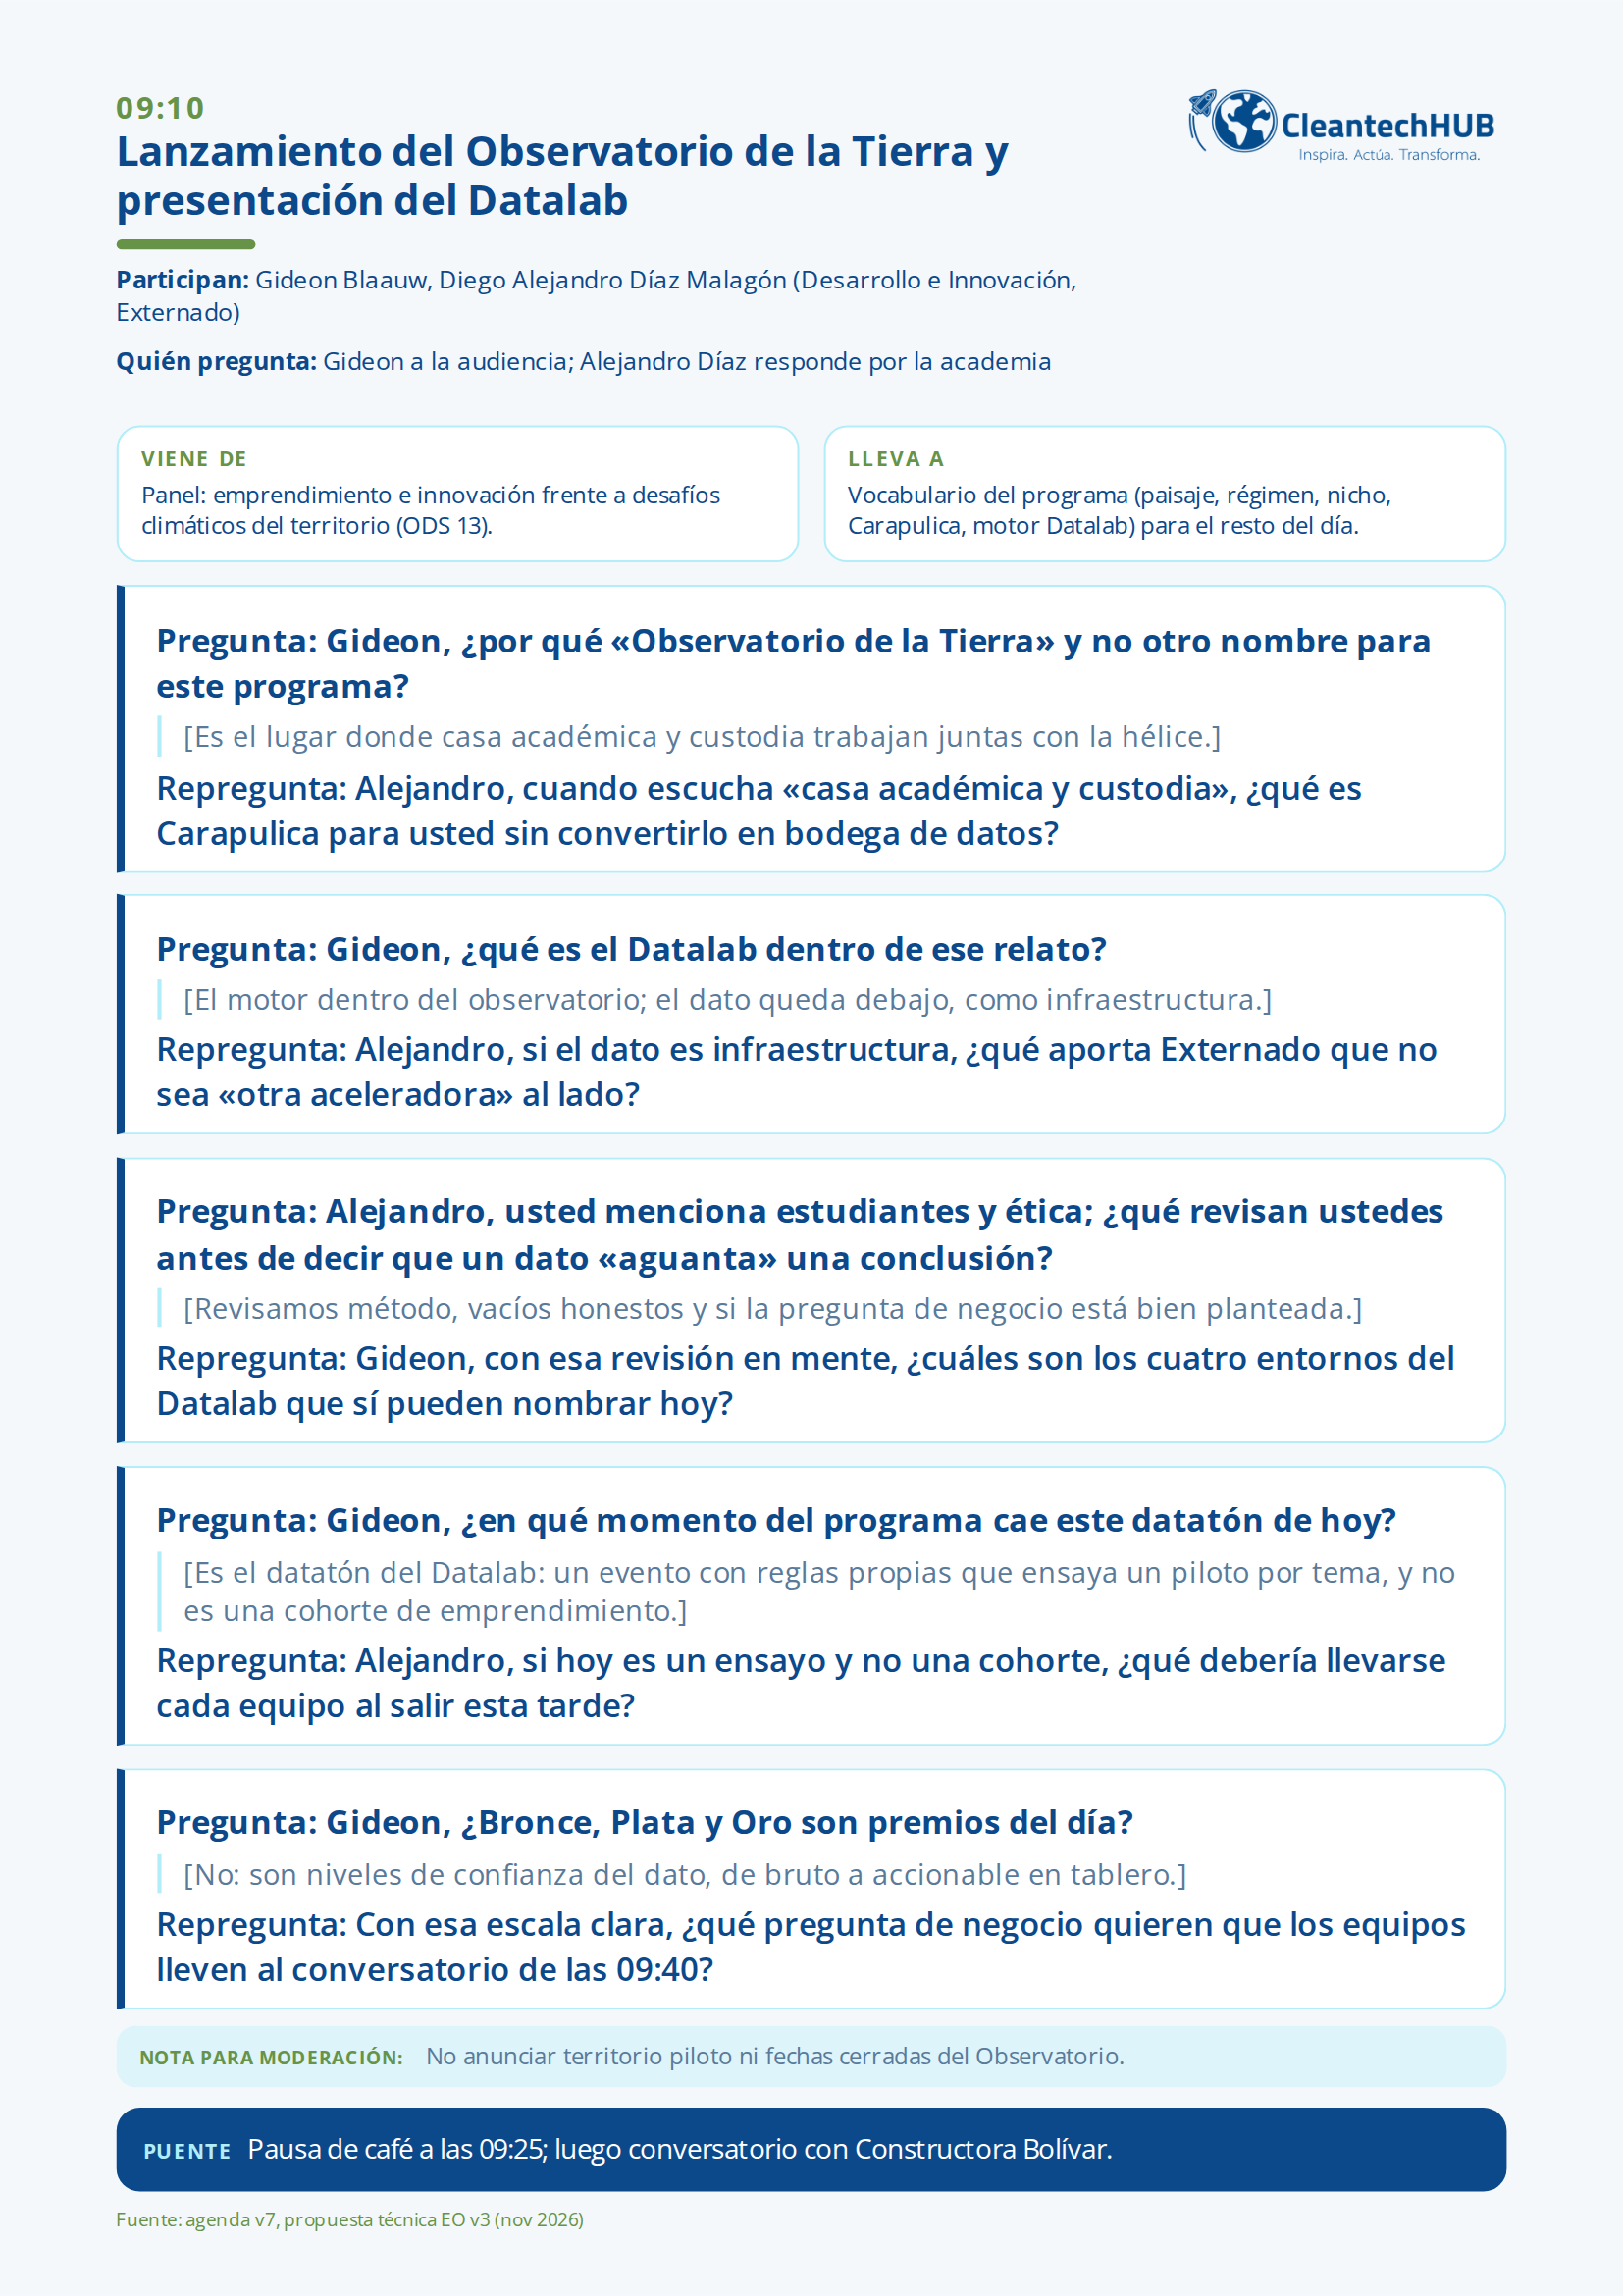 09:10
Lanzamiento del Observatorio de la Tierra y
presentación del Datalab
CleantechHUB
Inspira. Actúa. Transforma.
Participan: Gideon Blaauw, Diego Alejandro Díaz Malagón (Desarrollo e Innovación,
Externado)
Quién pregunta: Gideon a la audiencia; Alejandro Díaz responde por la academia
VIENE DE
Panel: emprendimiento e innovación frente a desafíos
climáticos del territorio (ODS 13).
LLEVA A
Vocabulario del programa (paisaje, régimen, nicho,
Carapulica, motor Datalab) para el resto del día.
Pregunta: Gideon, ¿por qué «Observatorio de la Tierra» y no otro nombre para
este programa?
[Es el lugar donde casa académica y custodia trabajan juntas con la hélice.]
Repregunta: Alejandro, cuando escucha «casa académica y custodia», ¿qué es
Carapulica para usted sin convertirlo en bodega de datos?
Pregunta: Gideon, ¿qué es el Datalab dentro de ese relato?
[El motor dentro del observatorio; el dato queda debajo, como infraestructura.]
Repregunta: Alejandro, si el dato es infraestructura, ¿qué aporta Externado que no
sea «otra aceleradora» al lado?
Pregunta: Alejandro, usted menciona estudiantes y ética; ¿qué revisan ustedes
antes de decir que un dato «aguanta» una conclusión?
[Revisamos método, vacíos honestos y si la pregunta de negocio está bien planteada.]
Repregunta: Gideon, con esa revisión en mente, ¿cuáles son los cuatro entornos del
Datalab que sí pueden nombrar hoy?
Pregunta: Gideon, ¿en qué momento del programa cae este datatón de hoy?
[Es el datatón del Datalab: un evento con reglas propias que ensaya un piloto por tema, y no
es una cohorte de emprendimiento.]
Repregunta: Alejandro, si hoy es un ensayo y no una cohorte, ¿qué debería llevarse
cada equipo al salir esta tarde?
Pregunta: Gideon, ¿Bronce, Plata y Oro son premios del día?
[No: son niveles de confianza del dato, de bruto a accionable en tablero.]
Repregunta: Con esa escala clara, ¿qué pregunta de negocio quieren que los equipos
lleven al conversatorio de las 09:40?
NOTA PARA MODERACIÓN: No anunciar territorio piloto ni fechas cerradas del Observatorio.
PUENTE Pausa de café a las 09:25; luego conversatorio con Constructora Bolívar.
Fuente: agenda v7, propuesta técnica EO v3 (nov 2026)